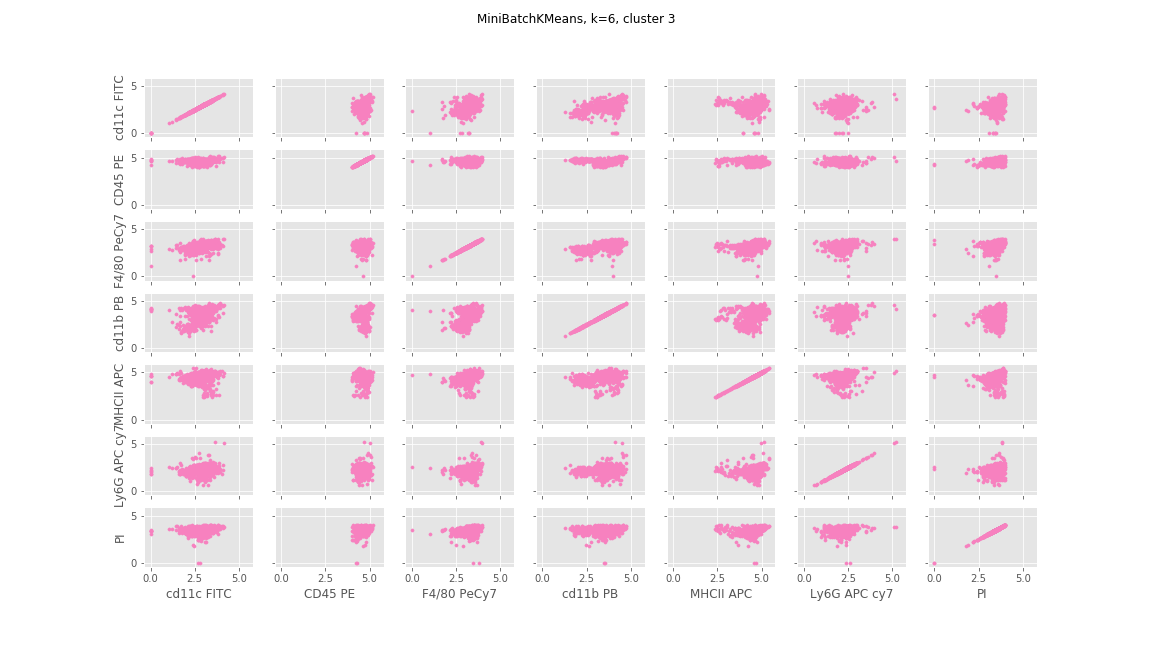 MiniBatchKMeans, k=6, cluster 3
5
0
cd11c FITC
5
0
CD45 PE
5
0
F4/80 PeCy7
5
0
cd11b PB
5
0
MHCII APC
5
0
Ly6G APC cy7
5
0
PI
0.0 2.5 5.0 0.0 2.5 5.0 0.0 2.5 5.0 0.0 2.5 5.0 0.0 2.5 5.0 0.0 2.5 5.0 0.0 2.5 5.0
cd11c FITC CD45 PE F4/80 PeCy7 cd11b PB MHCII APC Ly6G APC cy7 PI